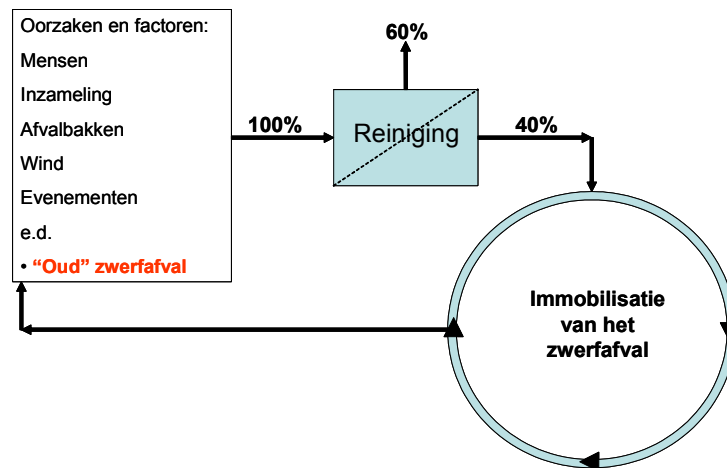 Oorzaken en factoren:
Mensen
Inzameling
Afvalbakken
Wind
Evenementen
e.d.
• “Oud” zwerfafval
100%
60%
Reiniging
40%
Immobilisatie
van het
zwerfafval